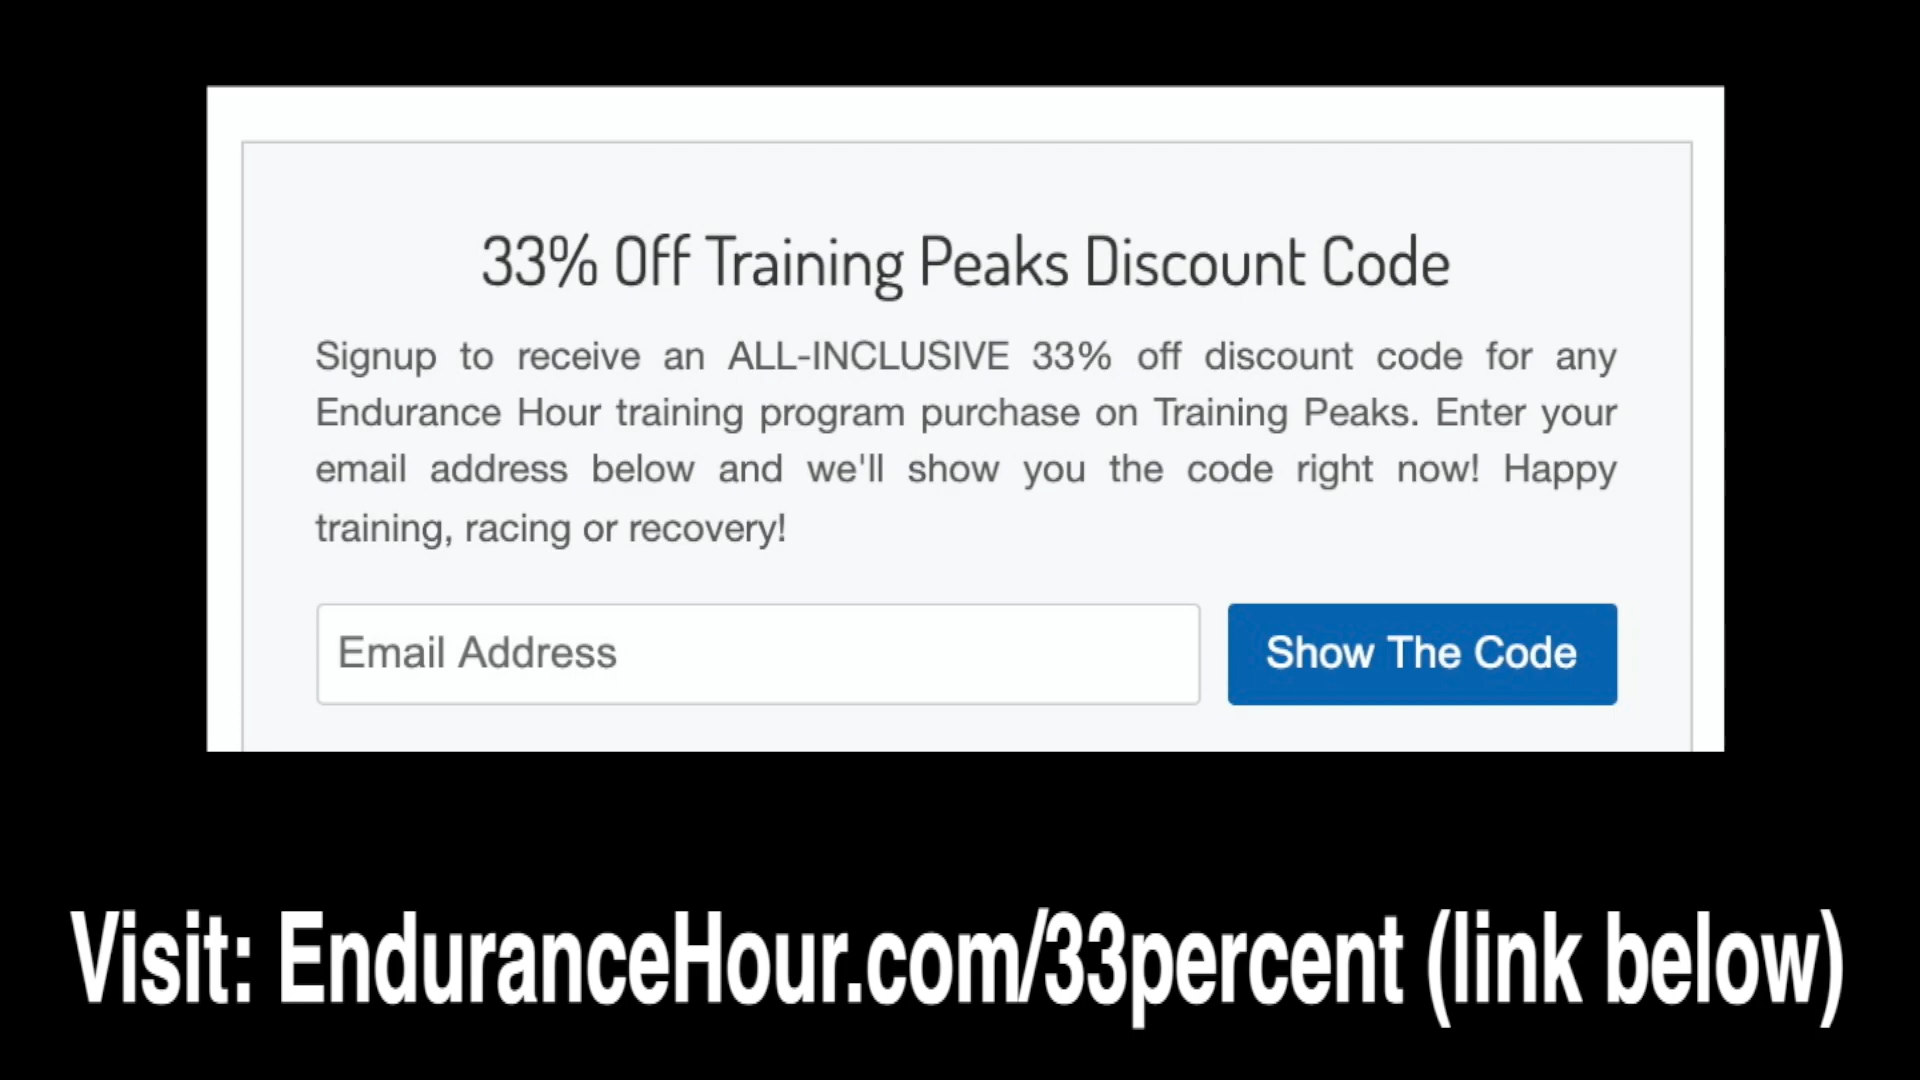 33% Off Training Peaks Discount Code
Signup to receive an ALL-INCLUSIVE 33% off discount code for any
Endurance Hour training program purchase on Training Peaks. Enter your
email address below and we'll show you the code right now! Happy
training, racing or recovery!
Email Address
Show The Code
Visit: EnduranceHour.com/33percent (link below)